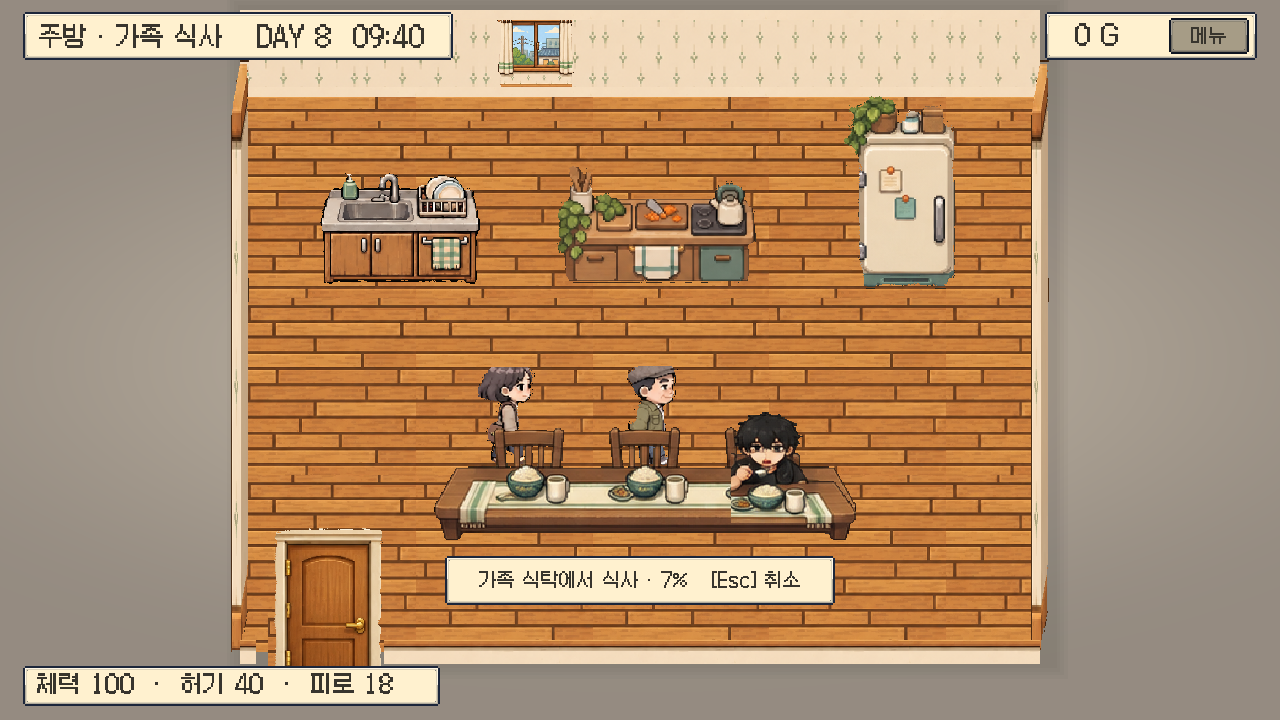 주방 · 가족 식사 DAY 8 09:40
0 G
메뉴
가족 식탁에서 식사 · 7% [Esc] 취소
체력 100 · 허기 40 · 피로 18